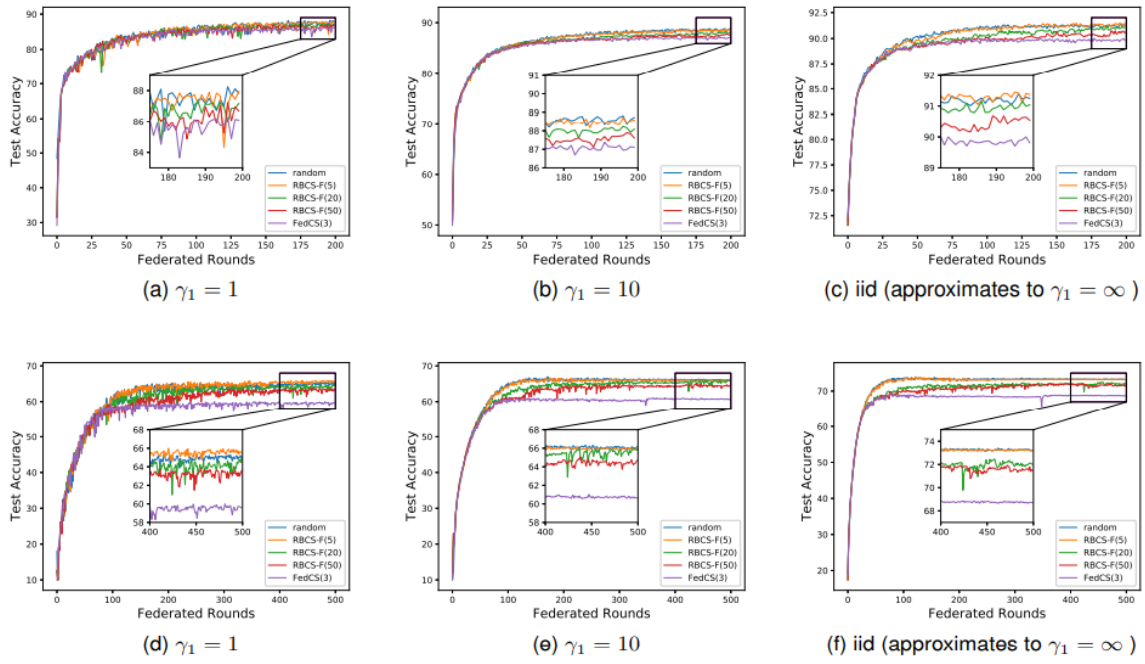 90
80
70
60
50
40
30
Test Accuracy
88
86
84
180
190
200
random
RBCS-F(5)
RBCS-F(20)
RBCS-F(50)
FedCS(3)
0
25
50
75
100
125
150
175
200
Federated Rounds
(a) γ₁ = 1
90
80
70
60
50
Test Accuracy
91
90
89
88
87
86
180
190
200
random
RBCS-F(5)
RBCS-F(20)
RBCS-F(50)
FedCS(3)
0
25
50
75
100
125
150
175
200
Federated Rounds
(b) γ₁ = 10
92.5
90.0
87.5
85.0
82.5
80.0
77.5
75.0
72.5
Test Accuracy
92
91
90
89
180
190
200
random
RBCS-F(5)
RBCS-F(20)
RBCS-F(50)
FedCS(3)
0
25
50
75
100
125
150
175
200
Federated Rounds
(c) iid (approximates to γ₁ = ∞ )
70
60
50
40
30
20
10
Test Accuracy
68
66
64
62
60
58
400
450
500
random
RBCS-F(5)
RBCS-F(20)
RBCS-F(50)
FedCS(3)
0
100
200
300
400
500
Federated Rounds
(d) γ₁ = 1
70
60
50
40
30
20
10
Test Accuracy
68
66
64
62
60
58
400
450
500
random
RBCS-F(5)
RBCS-F(20)
RBCS-F(50)
FedCS(3)
0
100
200
300
400
500
Federated Rounds
(e) γ₁ = 10
70
60
50
40
30
20
Test Accuracy
74
72
70
68
400
450
500
random
RBCS-F(5)
RBCS-F(20)
RBCS-F(50)
FedCS(3)
0
100
200
300
400
500
Federated Rounds
(f) iid (approximates to γ₁ = ∞ )